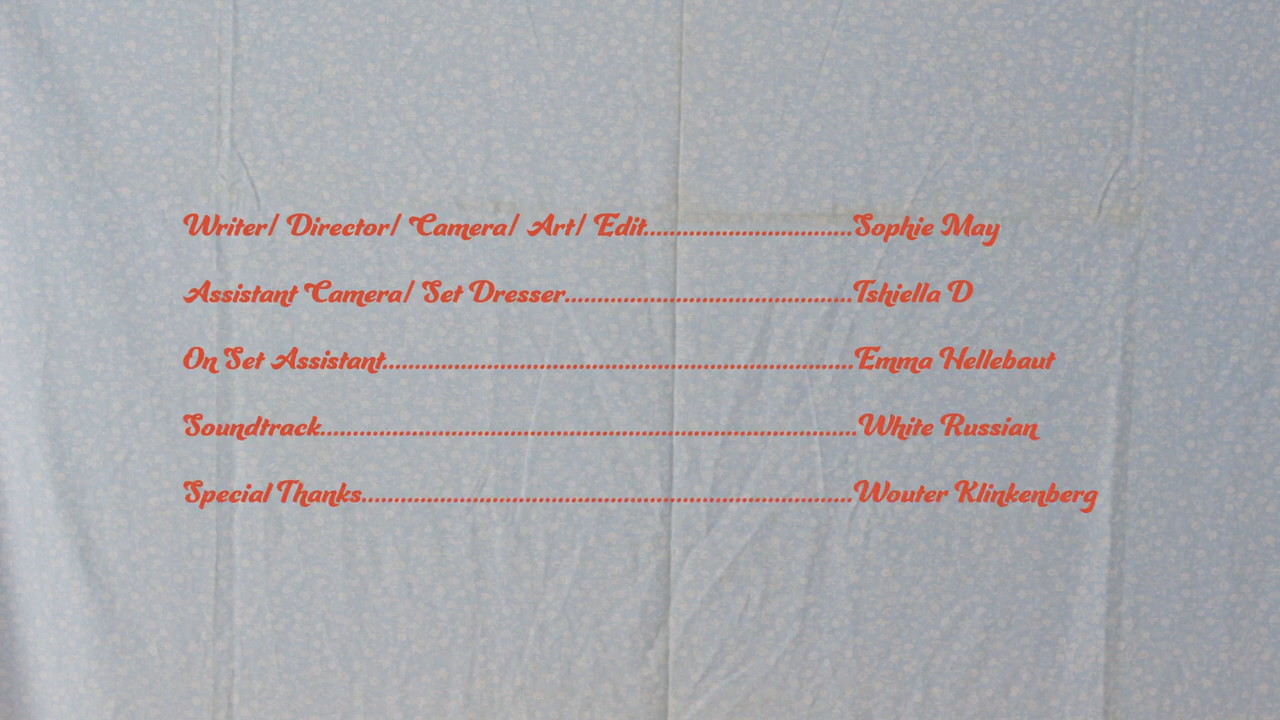 Writer/ Director/ Camera/ Art/ Edit................................Sophie May
Assistant Camera/ Set Dresser............................................Tshiella D
On Set Assistant........................................................................Emma Hellebaut
Soundtrack..................................................................................White Russian
Special Thanks...........................................................................Wouter Klinkenberg